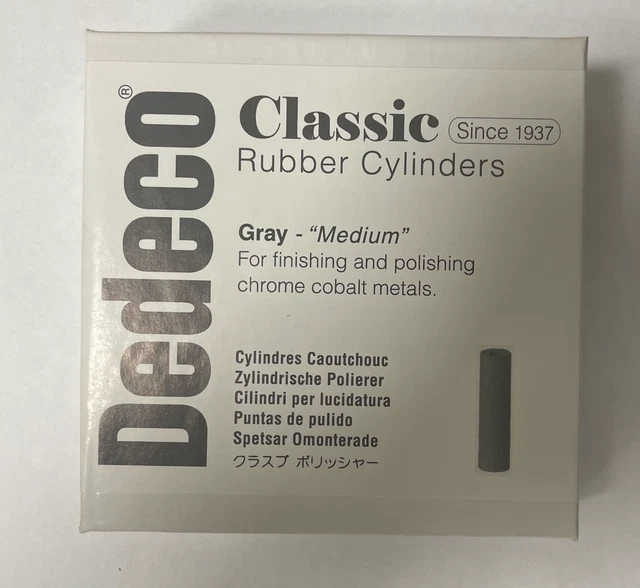 Dedeco®
Classic Since 1937
Rubber Cylinders
Gray - "Medium"
For finishing and polishing
chrome cobalt metals.
Cylindres Caoutchouc
Zylindrische Polierer
Cilindri per lucidatura
Puntas de pulido
Spetsar Omonterade
クラスプ ポリッシャー